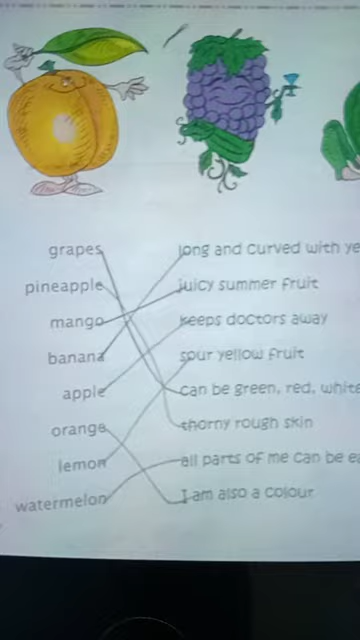 grapes long and curved with ye
pineapple juicy summer fruit
mango keeps doctors away
banana sour yellow fruit
apple can be green, red, white
orange thorny rough skin
lemon all parts of me can be ea
watermelon I am also a colour